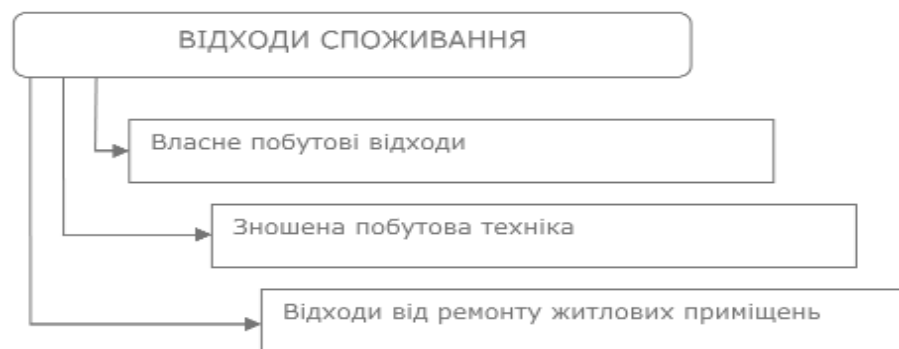 ВІДХОДИ СПОЖИВАННЯ
Власне побутові відходи
Зношена побутова техніка
Відходи від ремонту житлових приміщень